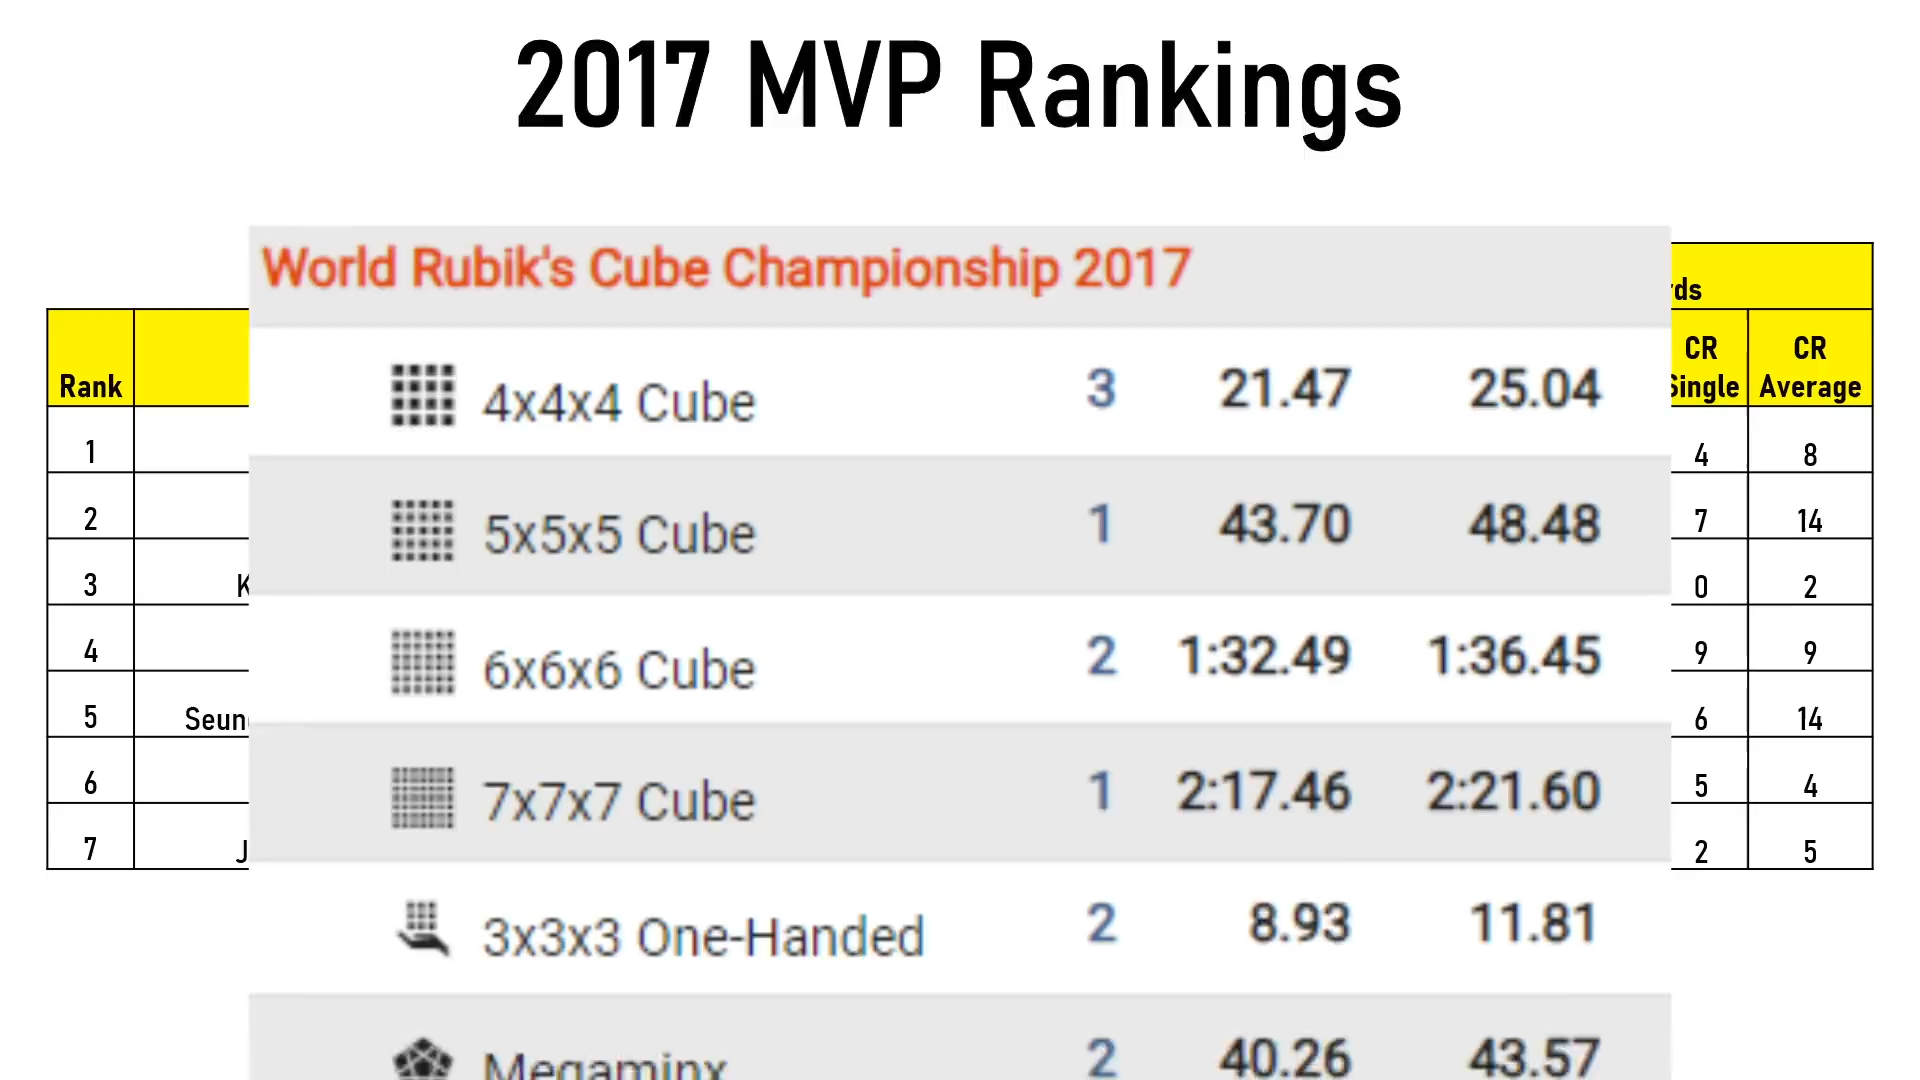 2017 MVP Rankings
World Rubik's Cube Championship 2017
4x4x4 Cube 3 21.47 25.04
5x5x5 Cube 1 43.70 48.48
6x6x6 Cube 2 1:32.49 1:36.45
7x7x7 Cube 1 2:17.46 2:21.60
3x3x3 One-Handed 2 8.93 11.81
Megaminx 2 40.26 43.57
Rank
CR Single
CR Average
1 4 8
2 7 14
3 K 0 2
4 9 9
5 Seun 6 14
6 5 4
7 J 2 5